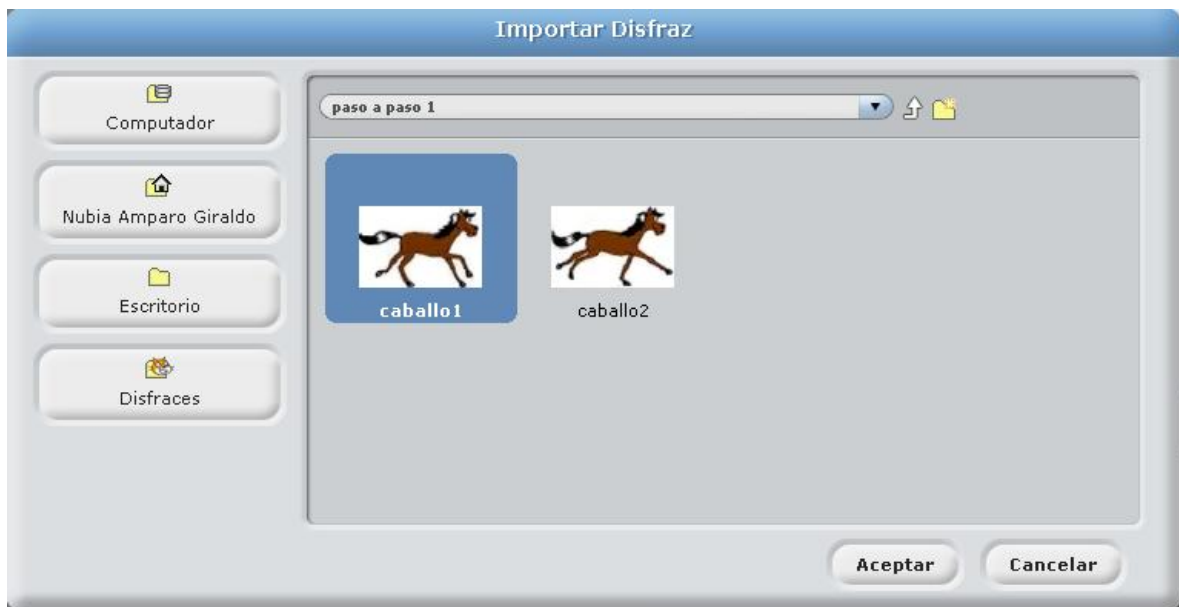 Importar Disfraz
Computador
Nubia Amparo Giraldo
Escritorio
Disfraces
paso a paso 1
caballo1
caballo2
Aceptar
Cancelar